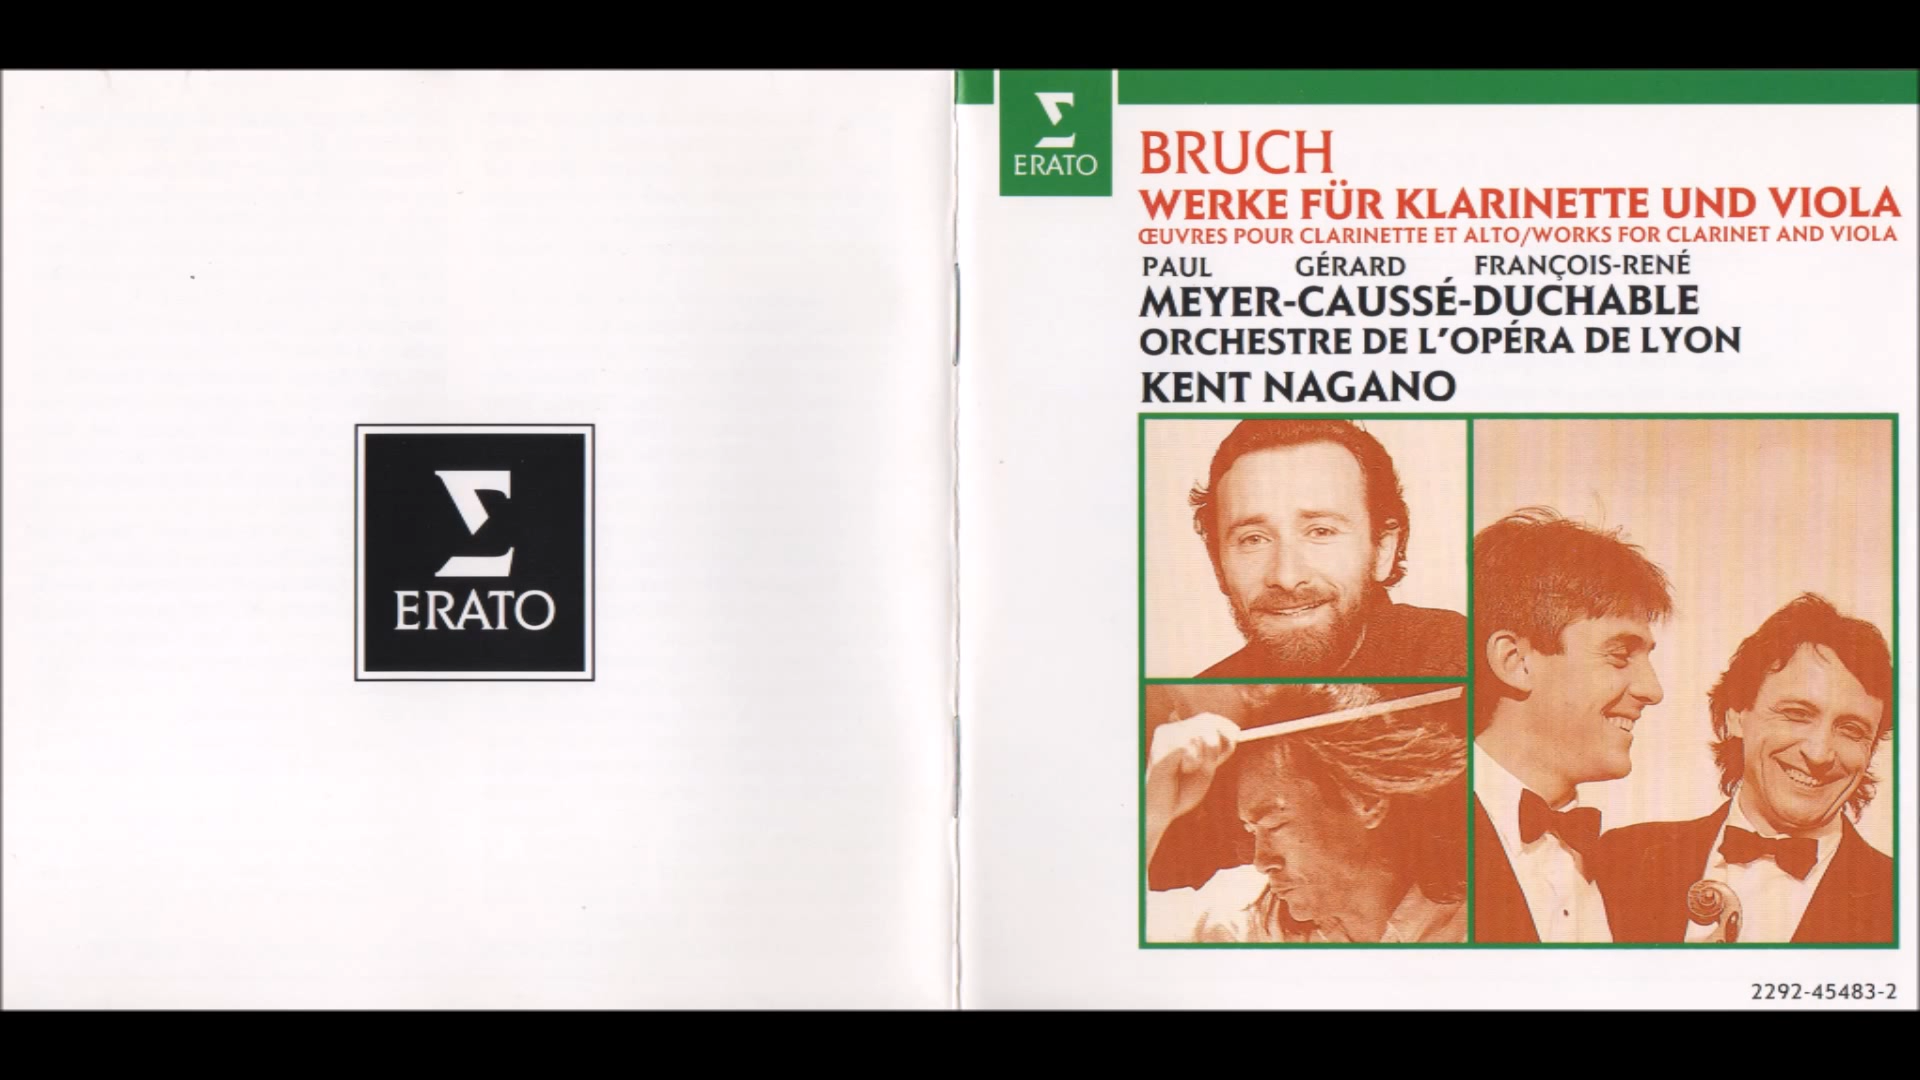 ERATO
ERATO
BRUCH
WERKE FÜR KLARINETTE UND VIOLA
ŒUVRES POUR CLARINETTE ET ALTO/WORKS FOR CLARINET AND VIOLA
PAUL GÉRARD FRANÇOIS-RENÉ
MEYER-CAUSSÉ-DUCHABLE
ORCHESTRE DE L'OPÉRA DE LYON
KENT NAGANO
2292-45483-2